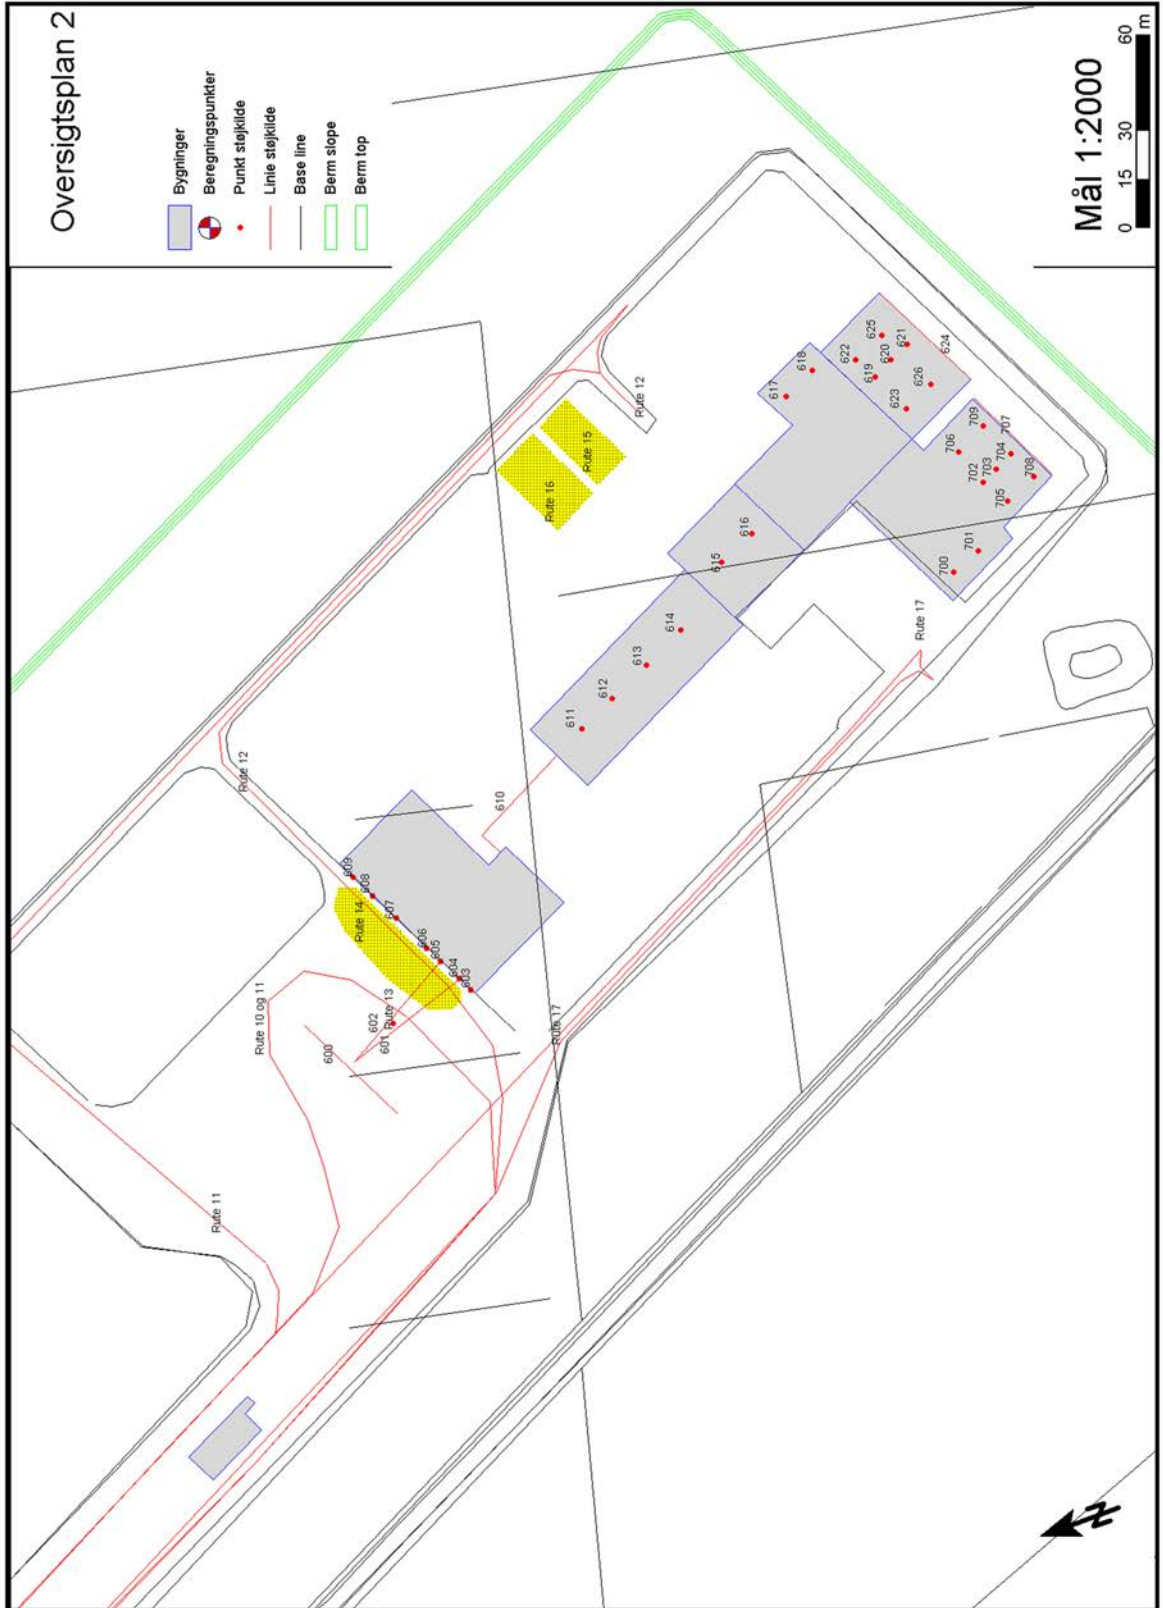 Oversigtsplan 2
Bygninger
Beregningspunkter
Punkt støjkilde
Linie støjkilde
Base line
Berm slope
Berm top
Rute 11
Rute 10 og 11
600
601
602
Rute 13
Rute 14
603
604
605
606
607
608
609
Rute 12
610
611
612
613
614
615
616
617
618
Rute 16
Rute 15
Rute 12
619
620
621
622
623
624
625
626
700
701
702
703
704
705
706
707
708
709
Rute 17
Rute 17
Mål 1:2000
0 15 30 60
m
N